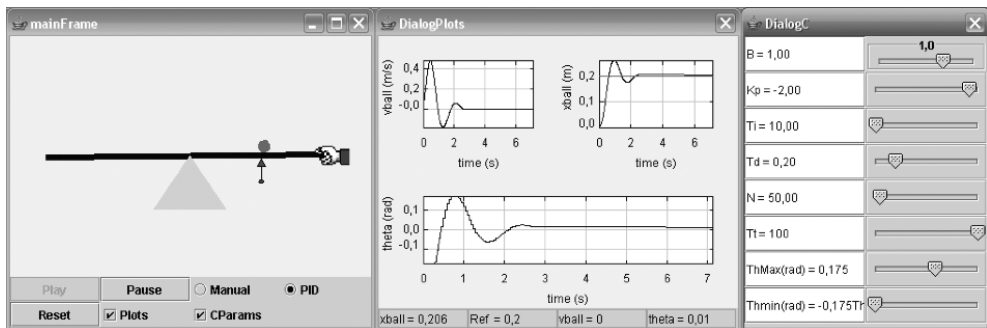 mainFrame
Play
Pause
Manual
PID
Reset
Plots
CParams
DialogPlots
vball (m/s)
0,4
0,2
-0,0
0 2 4 6
time (s)
xball (m)
0,2
0,1
0,0
0 2 4 6
time (s)
theta (rad)
0,1
0,0
-0,1
0 1 2 3 4 5 6 7
time (s)
xball = 0,206
Ref = 0,2
vball = 0
theta = 0,01
DialogC
B = 1,00
1,0
Kp = -2,00
Ti = 10,00
Td = 0,20
N = 50,00
Tt = 100
ThMax(rad) = 0,175
Thmin(rad) = -0,175Th